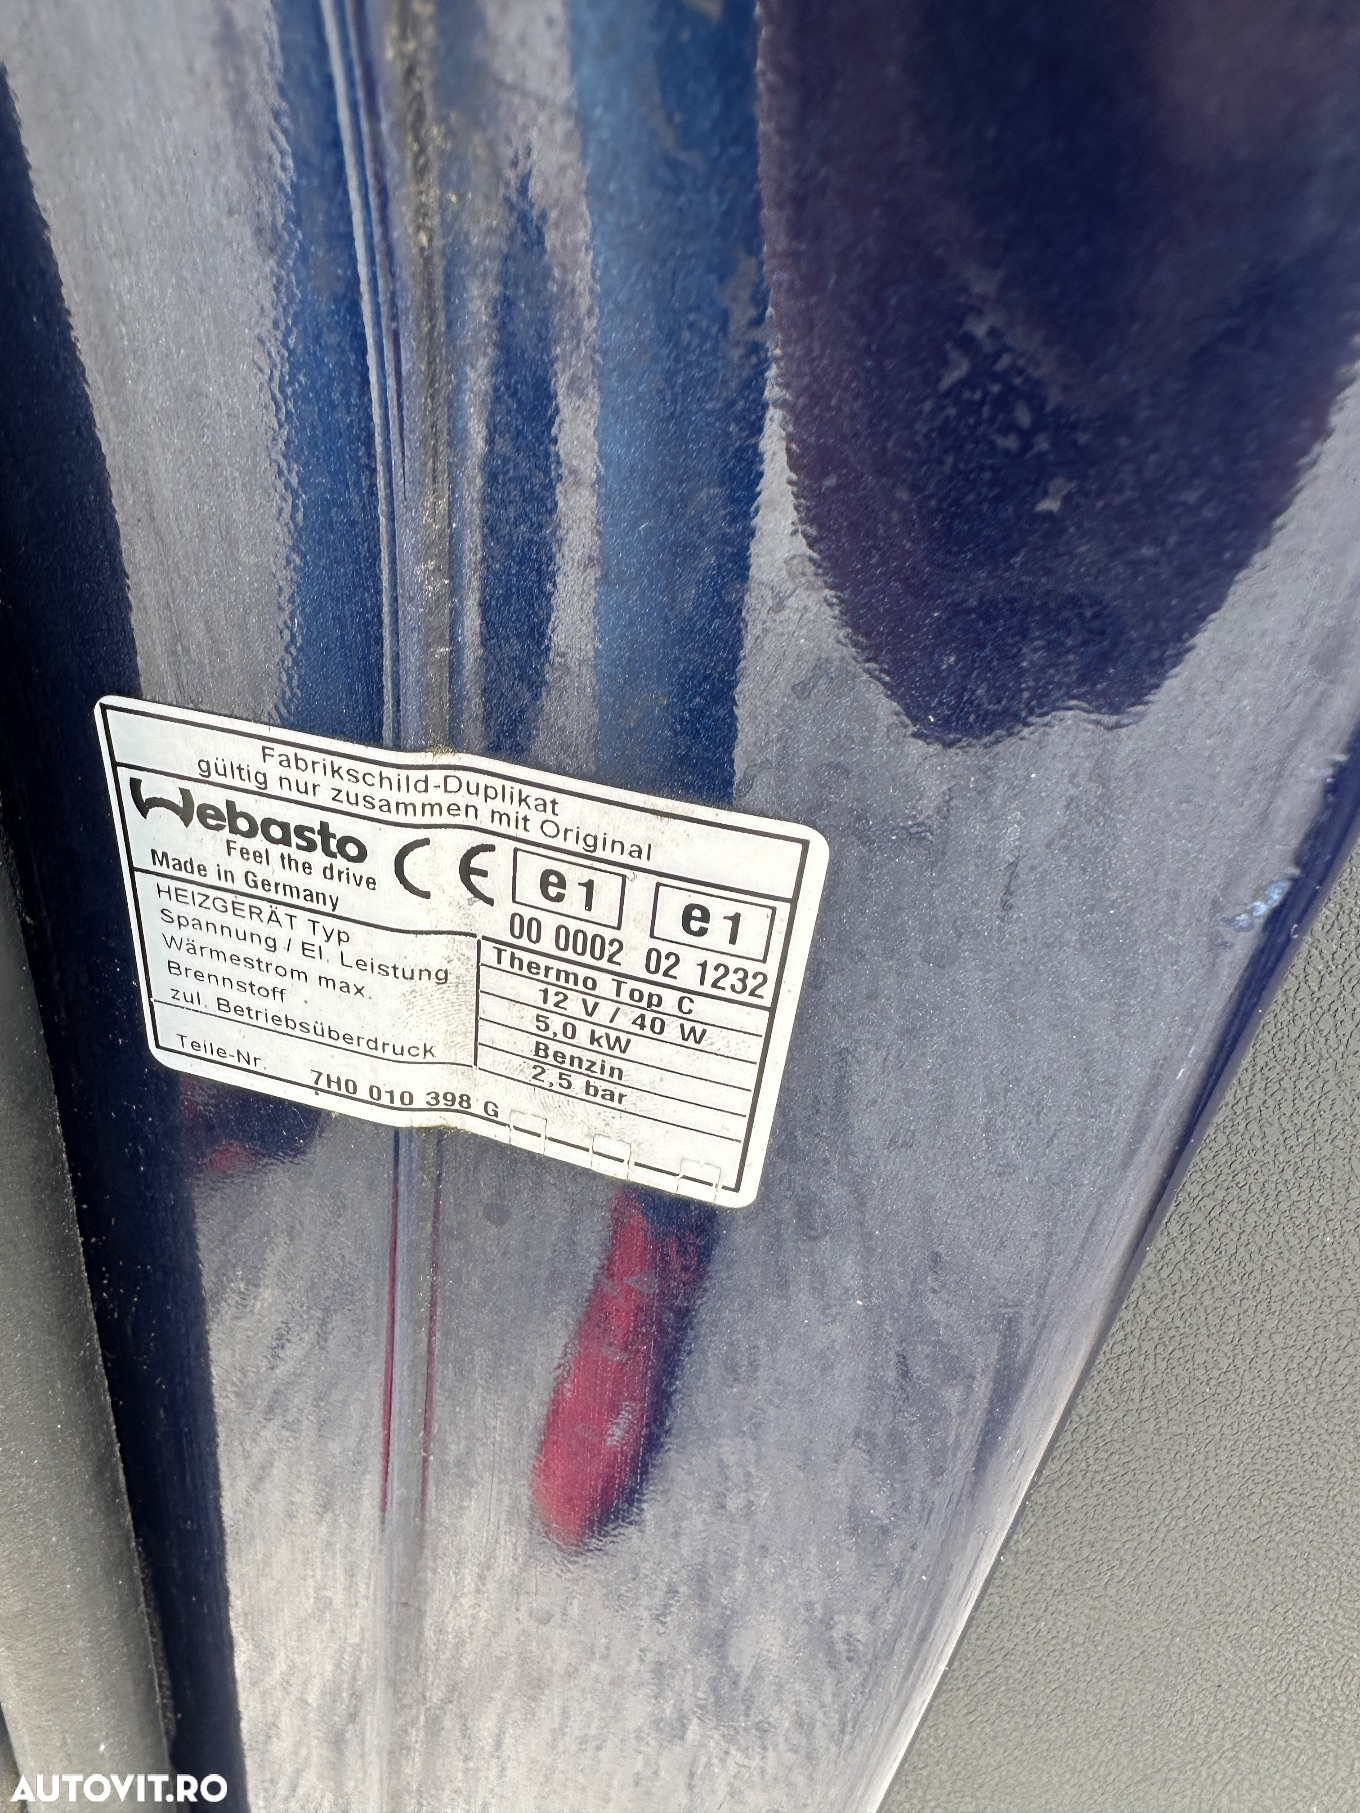 Fabrikschild-Duplikat
gültig nur zusammen mit Original
Webasto
Feel the drive
Made in Germany
CE e1 e1
00 0002 02 1232
HEIZGERÄT Typ Thermo Top C
Spannung / El. Leistung 12 V / 40 W
Wärmestrom max. 5,0 kW
Brennstoff Benzin
zul. Betriebsüberdruck 2,5 bar
Teile-Nr. 7H0 010 398 G
AUTOVIT.RO